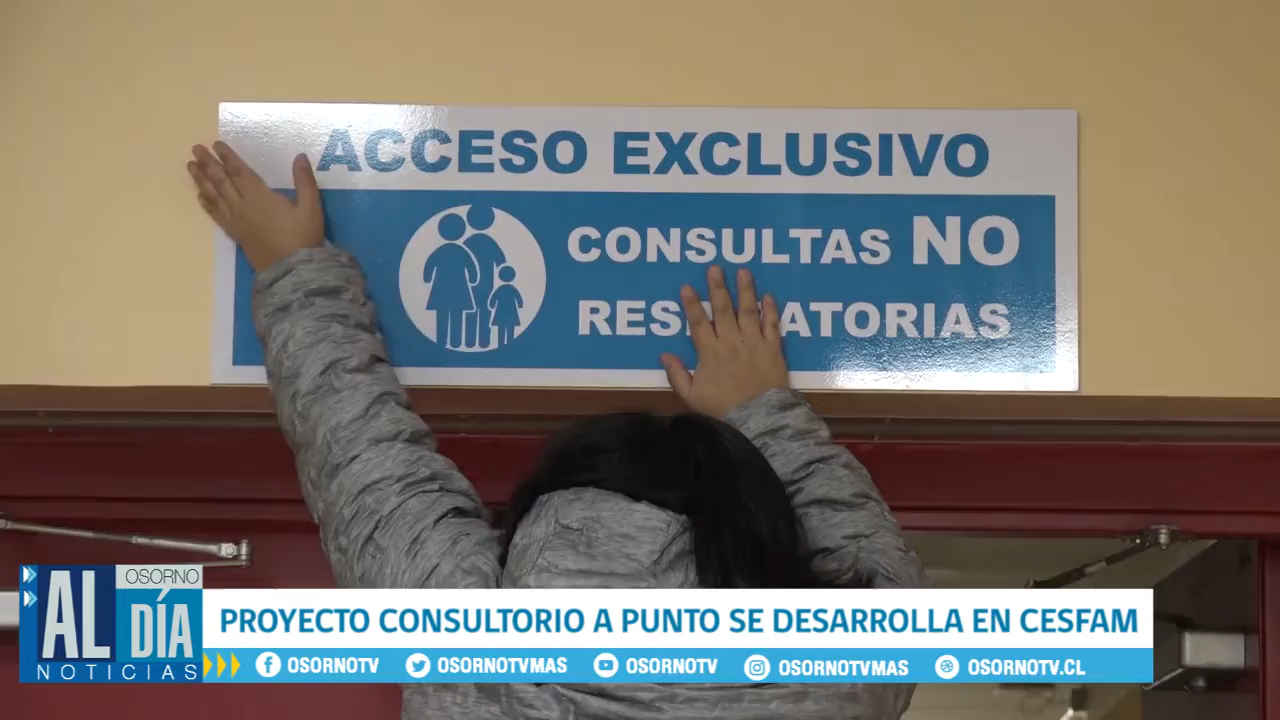 ACCESO EXCLUSIVO
CONSULTAS NO
AL
OSORNO
DÍA
NOTICIAS
PROYECTO CONSULTORIO A PUNTO SE DESARROLLA EN CESFAM
OSORNOTV
OSORNOTVMAS
OSORNOTV
OSORNOTVMAS
OSORNOTV.CL